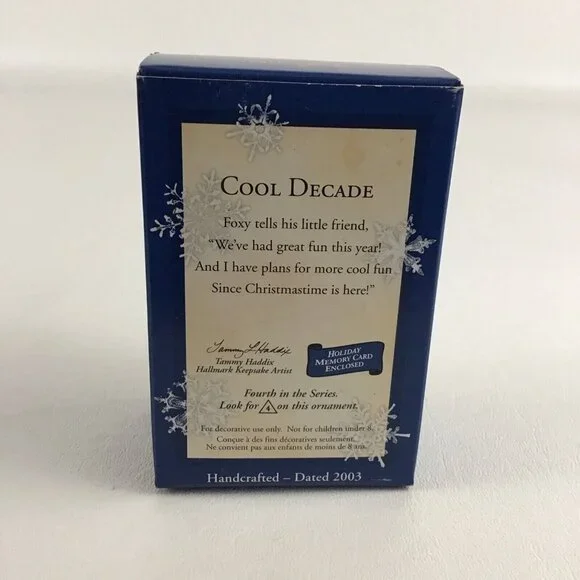 COOL DECADE
Foxy tells his little friend,
“We’ve had great fun this year!
And I have plans for more cool fun
Since Christmastime is here!”
Tammy L Haddix
Tammy Haddix
Hallmark Keepsake Artist
HOLIDAY
MEMORY CARD
ENCLOSED
Fourth in the Series.
Look for 4 on this ornament.
For decorative use only. Not for children under 8.
Conçue à des fins décoratives seulement.
Ne convient pas aux enfants de moins de 8 ans.
Handcrafted – Dated 2003